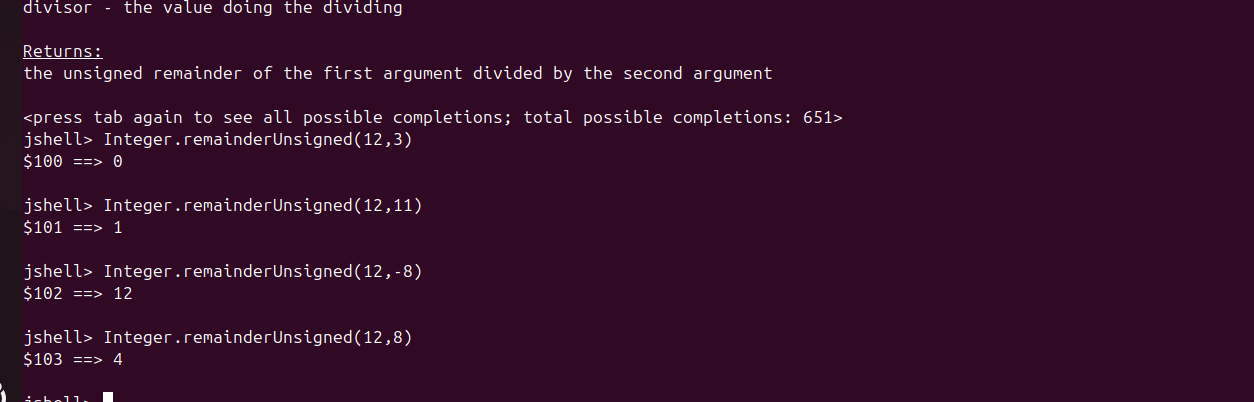 divisor - the value doing the dividing
Returns:
the unsigned remainder of the first argument divided by the second argument
<press tab again to see all possible completions; total possible completions: 651>
jshell> Integer.remainderUnsigned(12,3)
$100 ==> 0
jshell> Integer.remainderUnsigned(12,11)
$101 ==> 1
jshell> Integer.remainderUnsigned(12,-8)
$102 ==> 12
jshell> Integer.remainderUnsigned(12,8)
$103 ==> 4
jshell>